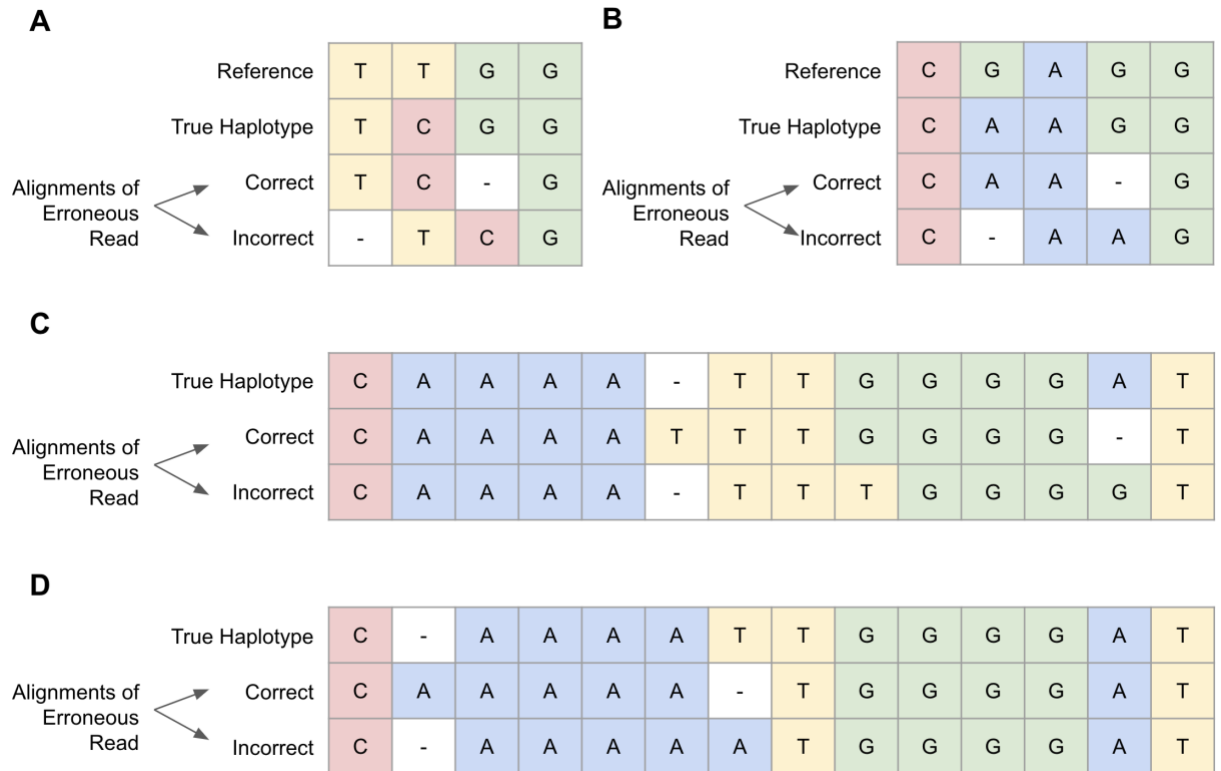 A
Reference T T G G
True Haplotype T C G G
Alignments of
Erroneous
Read
Correct T C - G
Incorrect - T C G
B
Reference C G A G G
True Haplotype C A A G G
Alignments of
Erroneous
Read
Correct C A A - G
Incorrect C - A A G
C
True Haplotype C A A A A - T T G G G G A T
Alignments of
Erroneous
Read
Correct C A A A A T T T G G G G - T
Incorrect C A A A A - T T T G G G G T
D
True Haplotype C - A A A A T T G G G G A T
Alignments of
Erroneous
Read
Correct C A A A A A - T G G G G A T
Incorrect C - A A A A A T G G G G A T